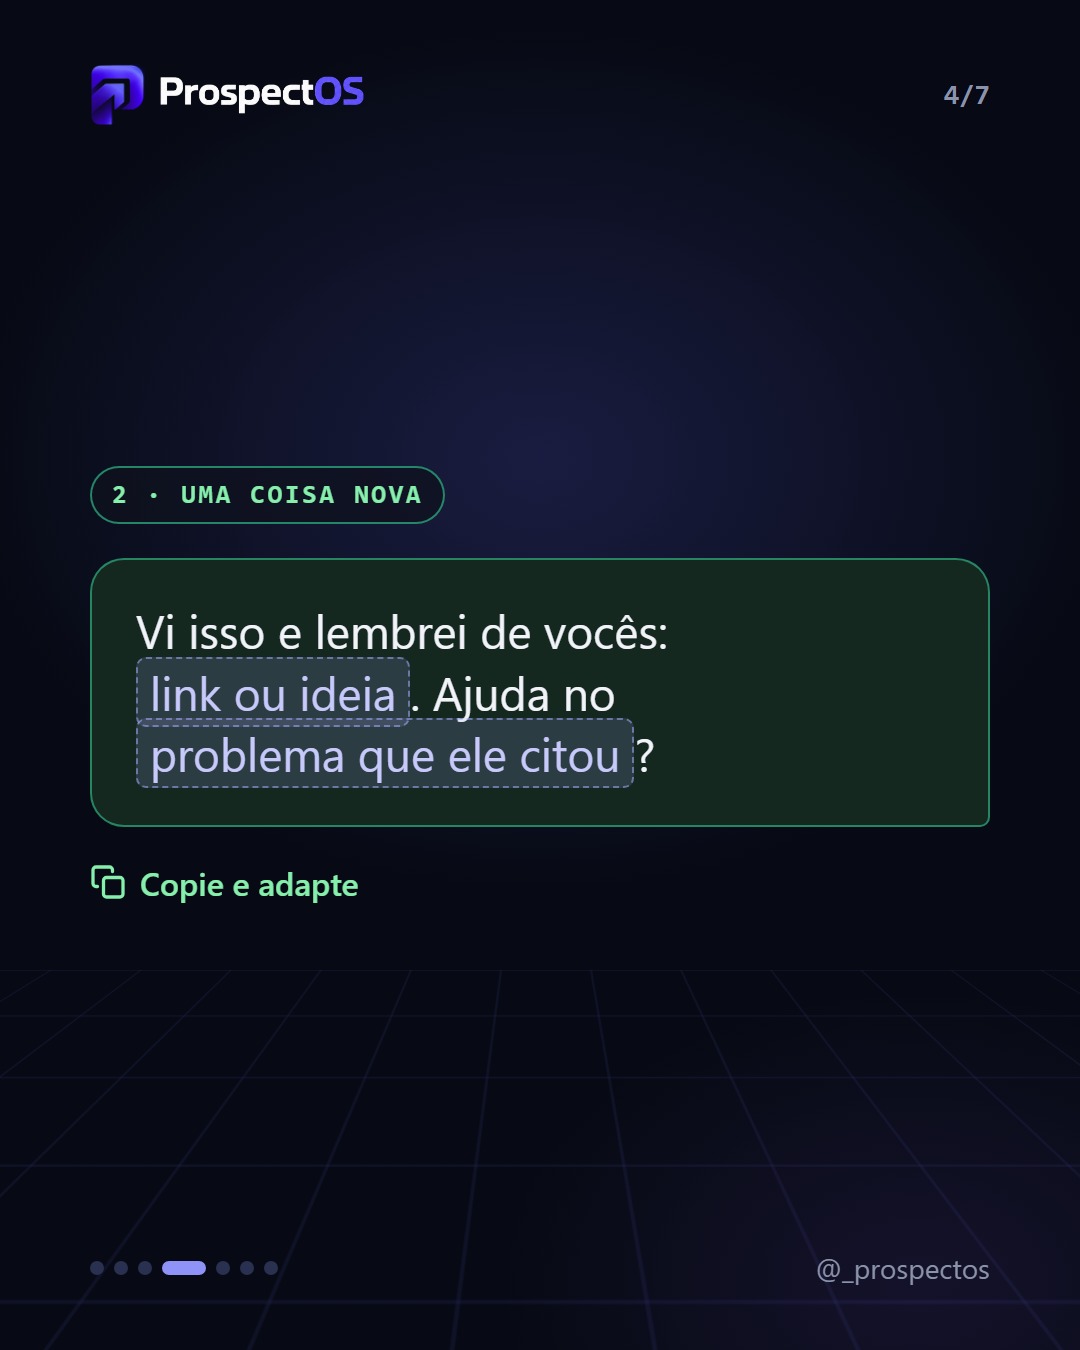 ProspectOS
4/7
2 · UMA COISA NOVA
Vi isso e lembrei de vocês:
link ou ideia. Ajuda no
problema que ele citou?
Copie e adapte
@_prospectos